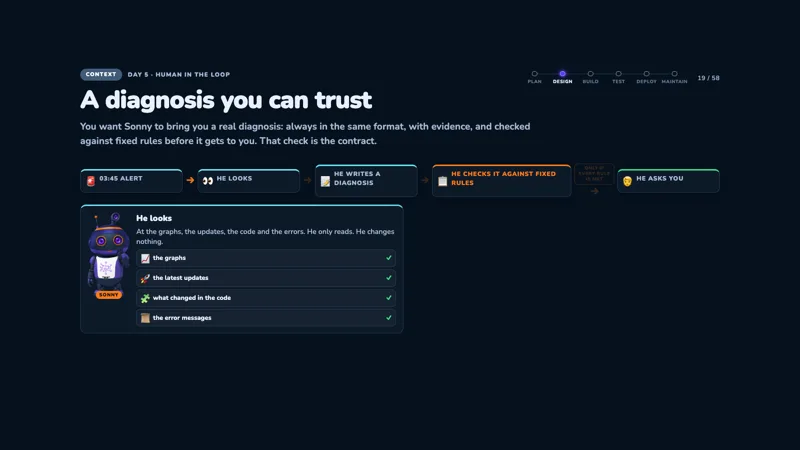 CONTEXT DAY 5 · HUMAN IN THE LOOP
PLAN DESIGN BUILD TEST DEPLOY MAINTAIN
19 / 58
A diagnosis you can trust
You want Sonny to bring you a real diagnosis: always in the same format, with evidence, and checked
against fixed rules before it gets to you. That check is the contract.
03:45 ALERT
HE LOOKS
HE WRITES A
DIAGNOSIS
HE CHECKS IT AGAINST FIXED
RULES
HE ASKS YOU
He looks
At the graphs, the updates, the code and the errors. He only reads. He changes
nothing.
the graphs
the latest updates
what changed in the code
the error messages
SONNY